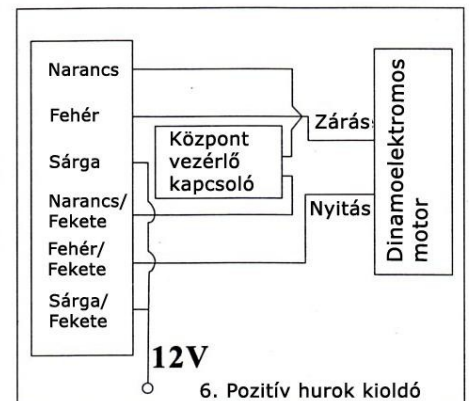 Narancs
Fehér
Sárga
Narancs/
Fekete
Fehér/
Fekete
Sárga/
Fekete
Központ
vezérlő
kapcsoló
Zárás
Nyitás
Dinamoelektromos
motor
12V
6. Pozitív hurok kioldó